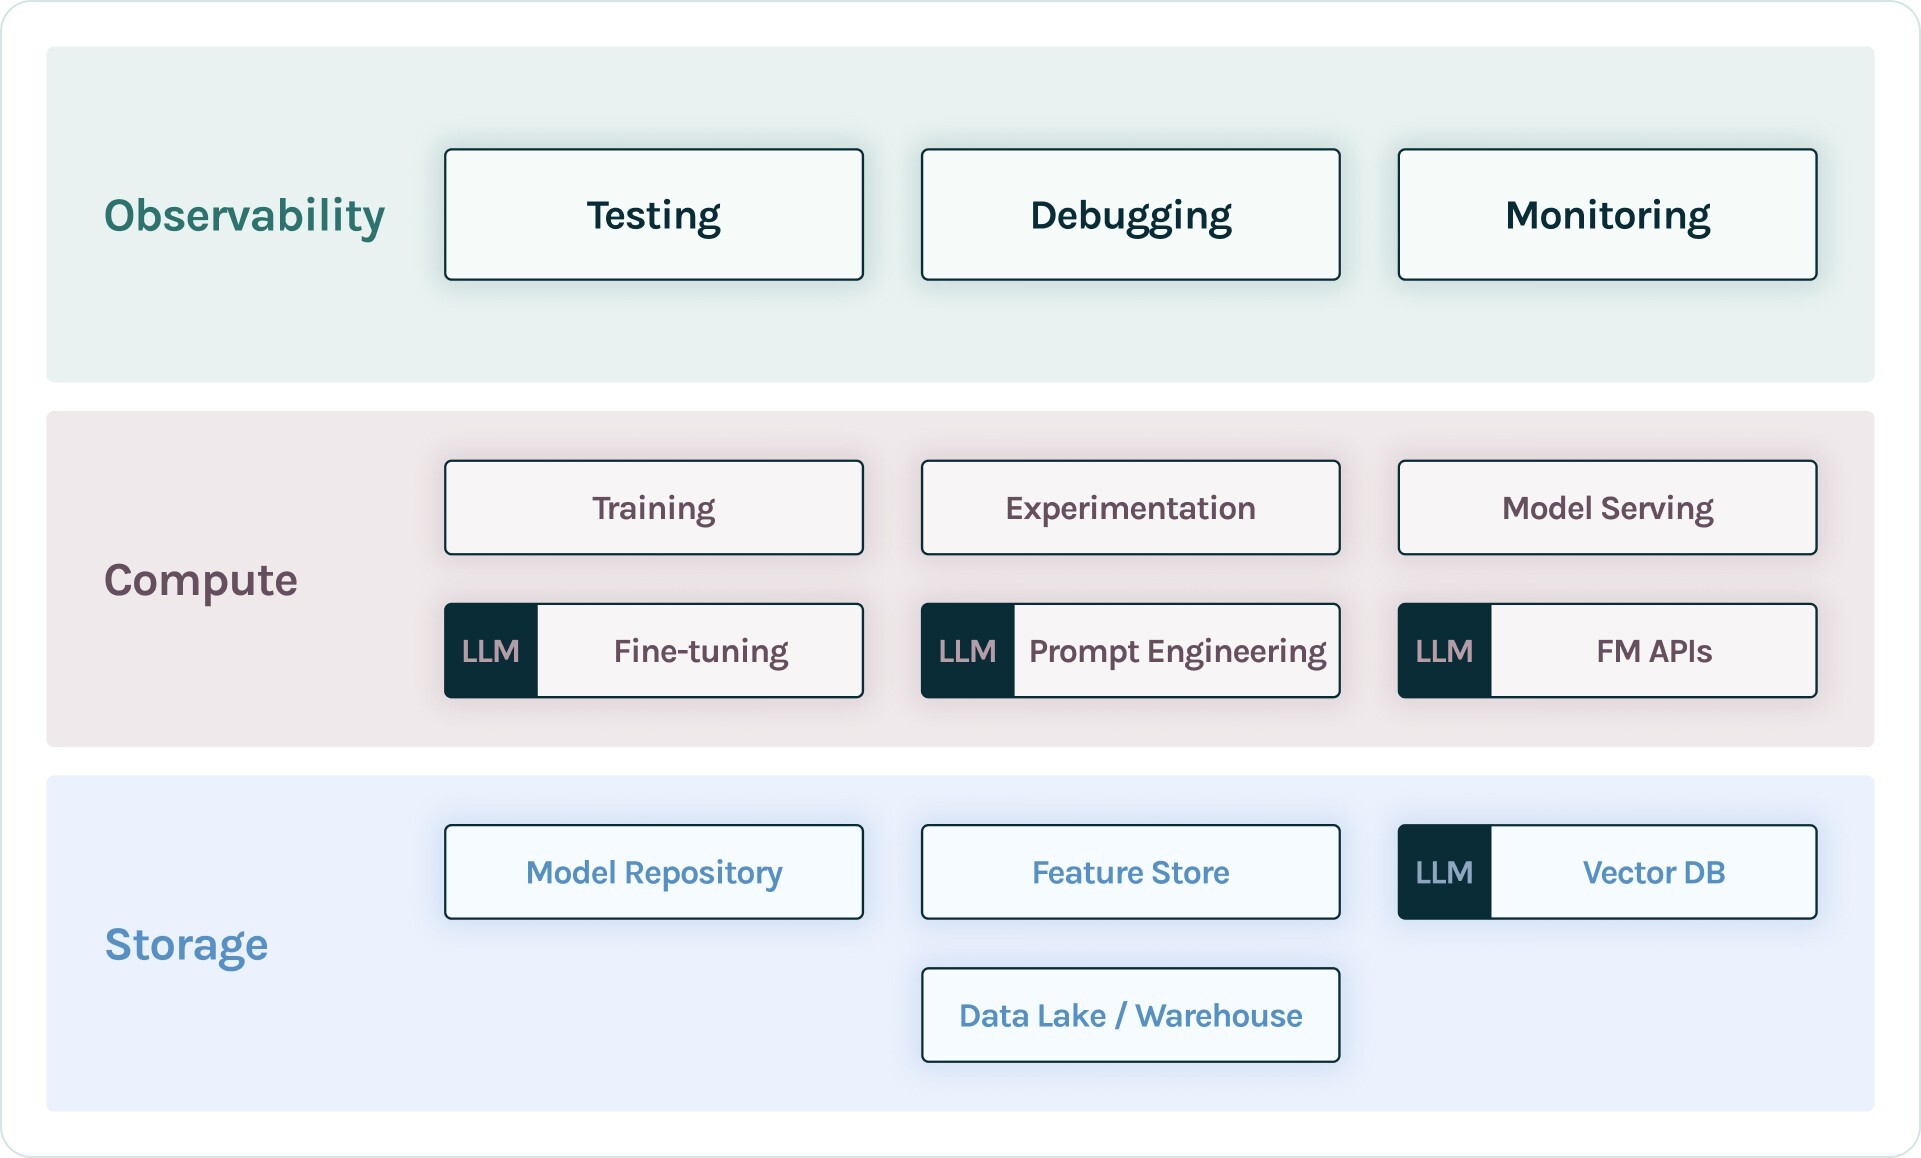 Observability
Testing
Debugging
Monitoring
Compute
Training
Experimentation
Model Serving
LLM Fine-tuning
LLM Prompt Engineering
LLM FM APIs
Storage
Model Repository
Feature Store
LLM Vector DB
Data Lake / Warehouse